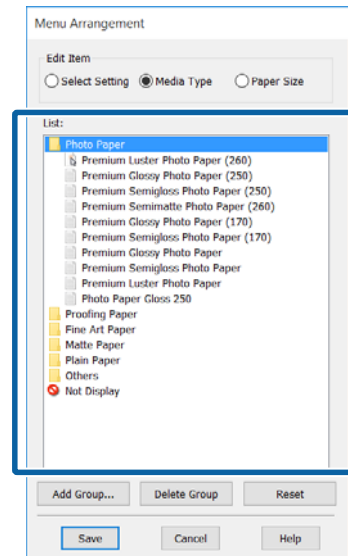 Menu Arrangement
Edit Item
Select Setting Media Type Paper Size
List:
Photo Paper
Premium Luster Photo Paper (260)
Premium Glossy Photo Paper (250)
Premium Semigloss Photo Paper (250)
Premium Semimatte Photo Paper (260)
Premium Glossy Photo Paper (170)
Premium Semigloss Photo Paper (170)
Premium Glossy Photo Paper
Premium Semigloss Photo Paper
Premium Luster Photo Paper
Photo Paper Gloss 250
Proofing Paper
Fine Art Paper
Matte Paper
Plain Paper
Others
Not Display
Add Group... Delete Group Reset
Save Cancel Help